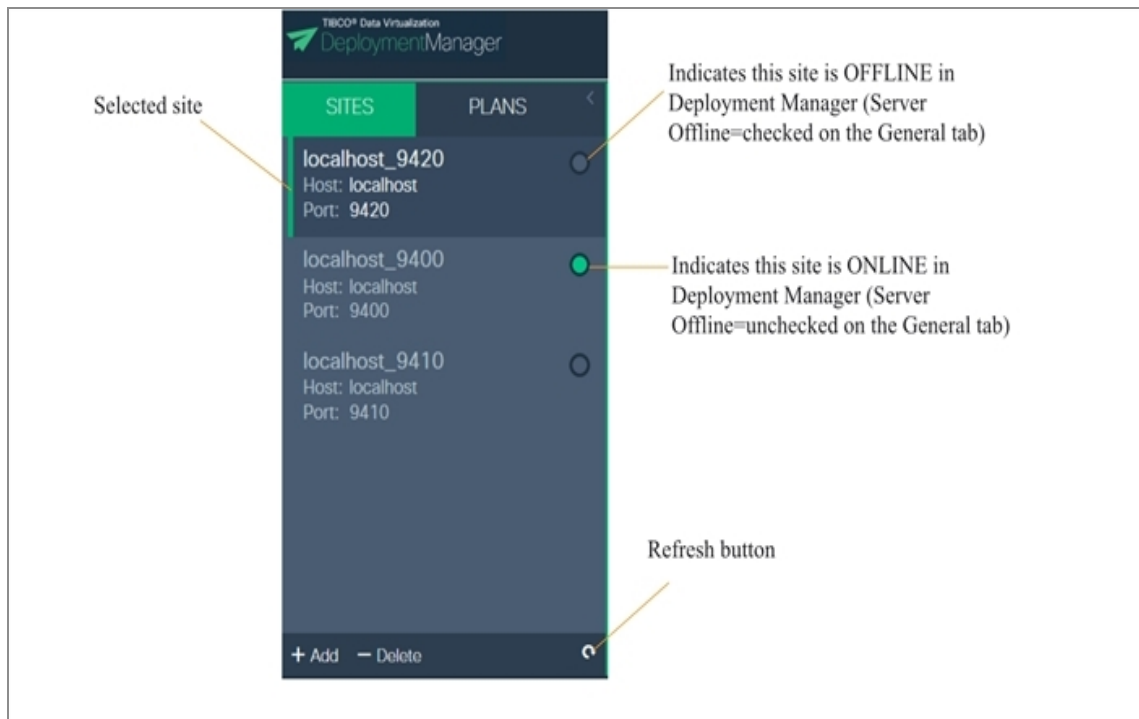 TIBCO® Data Virtualization
DeploymentManager
SITES
PLANS
Selected site
localhost_9420
Host: localhost
Port: 9420
Indicates this site is OFFLINE in
Deployment Manager (Server
Offline=checked on the General tab)
localhost_9400
Host: localhost
Port: 9400
Indicates this site is ONLINE in
Deployment Manager (Server
Offline=unchecked on the General tab)
localhost_9410
Host: localhost
Port: 9410
Refresh button
+ Add
− Delete